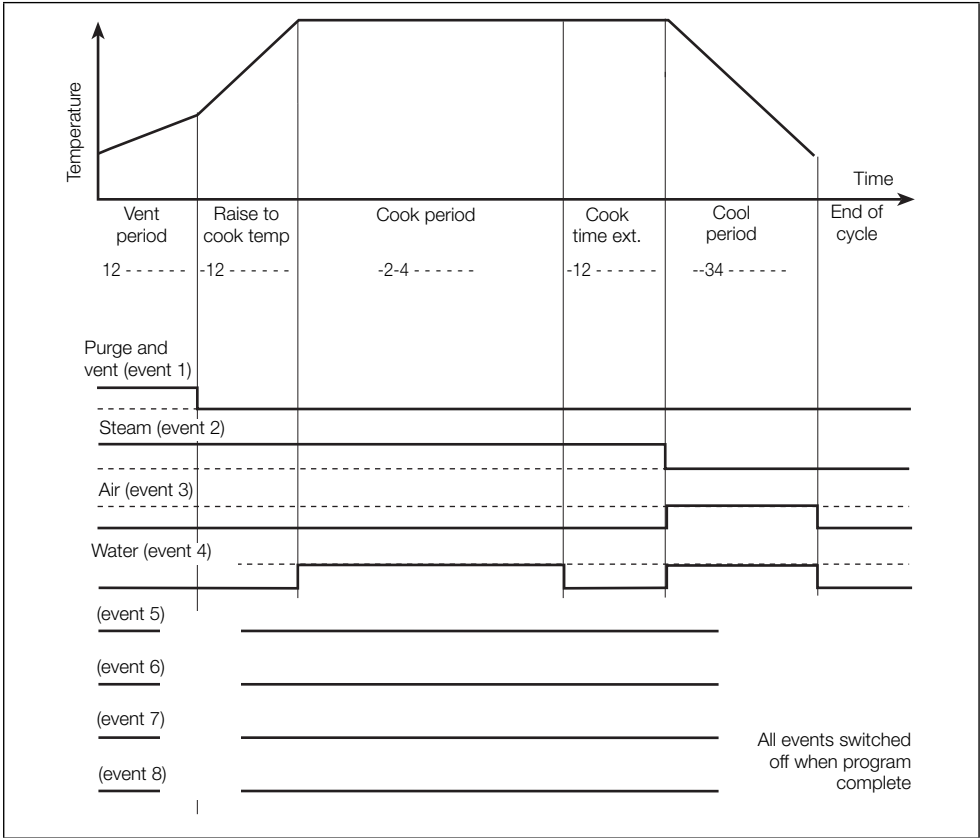 Temperature
Time
Vent
period
Raise to
cook temp
Cook period
Cook
time ext.
Cool
period
End of
cycle
12 - - - - - -
-12 - - - - - -
-2-4 - - - - - -
-12 - - - - - -
--34- - - - - -
Purge and
vent (event 1)
Steam (event 2)
Air (event 3)
Water (event 4)
(event 5)
(event 6)
(event 7)
(event 8)
All events switched
off when program
complete